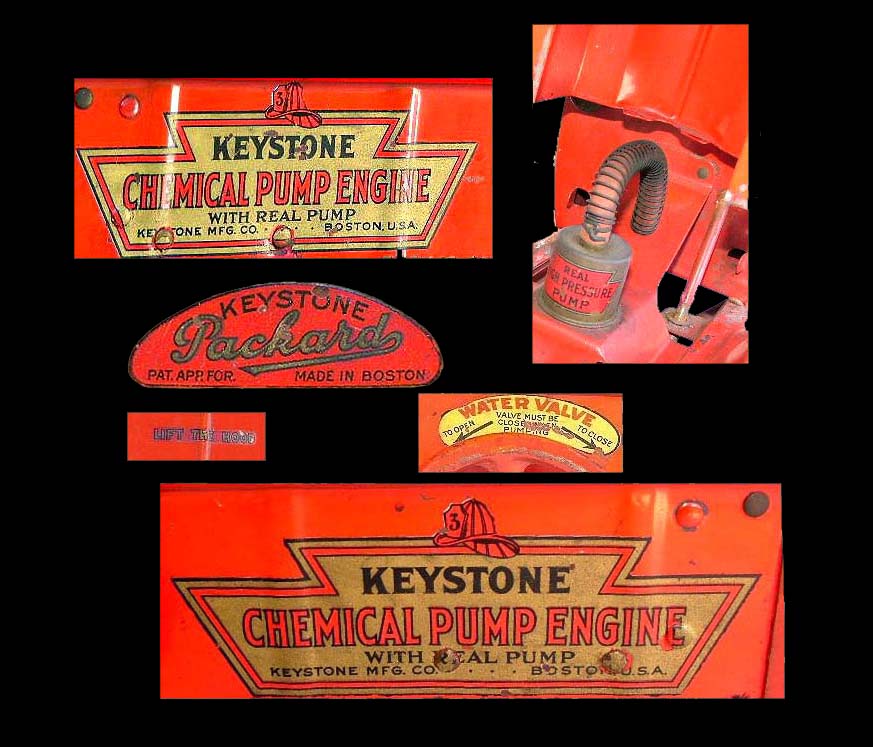 3
KEYSTONE
CHEMICAL PUMP ENGINE
WITH REAL PUMP
KEYSTONE MFG. CO. . . . BOSTON, U.S.A.
REAL
PRESSURE
PUMP
KEYSTONE
Packard
PAT. APP. FOR. MADE IN BOSTON
LIFT THE HOOD
WATER VALVE
TO OPEN VALVE MUST BE TO CLOSE
CLOSED WHEN
PUMPING
3
KEYSTONE
CHEMICAL PUMP ENGINE
WITH REAL PUMP
KEYSTONE MFG. CO. . . . BOSTON, U.S.A.